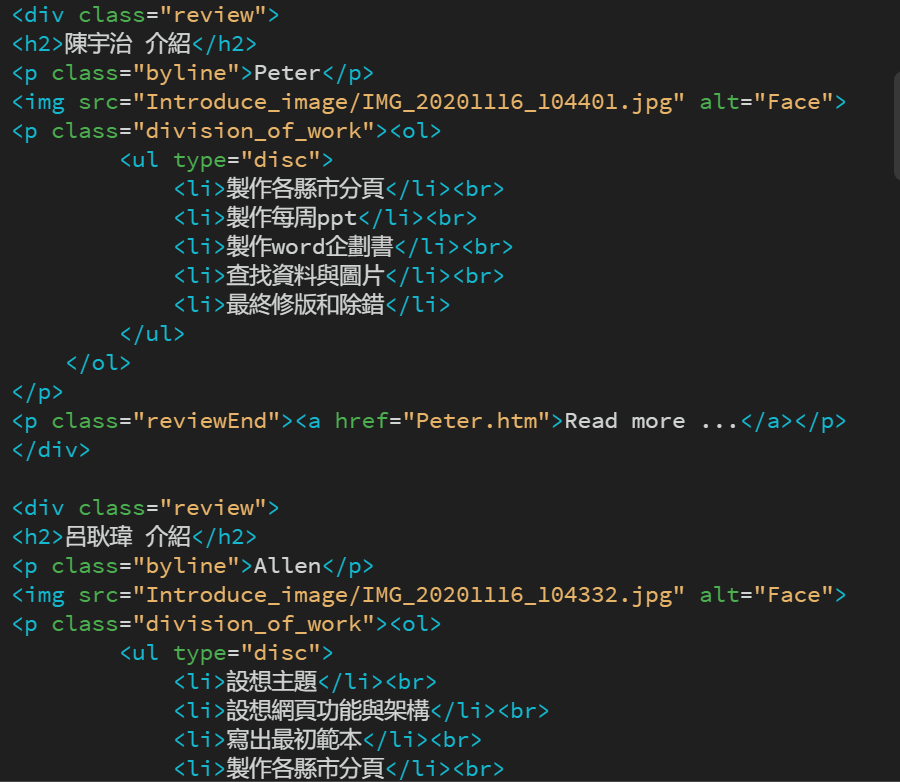 <div class="review">
<h2>陳宇治 介紹</h2>
<p class="byline">Peter</p>
<img src="Introduce_image/IMG_20201116_104401.jpg" alt="Face">
<p class="division_of_work"><ol>
        <ul type="disc">
            <li>製作各縣市分頁</li><br>
            <li>製作每周ppt</li><br>
            <li>製作word企劃書</li><br>
            <li>查找資料與圖片</li><br>
            <li>最終修版和除錯</li>
        </ul>
    </ol>
</p>
<p class="reviewEnd"><a href="Peter.htm">Read more ...</a></p>
</div>

<div class="review">
<h2>呂耿瑋 介紹</h2>
<p class="byline">Allen</p>
<img src="Introduce_image/IMG_20201116_104332.jpg" alt="Face">
<p class="division_of_work"><ol>
        <ul type="disc">
            <li>設想主題</li><br>
            <li>設想網頁功能與架構</li><br>
            <li>寫出最初範本</li><br>
            <li>製作各縣市分頁</li><br>